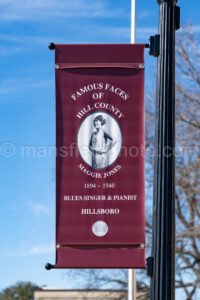 FAMOUS FACES
OF
HILL COUNTY
MAGGIE JONES
1894 - 1940
BLUES SINGER & PIANIST
HILLSBORO